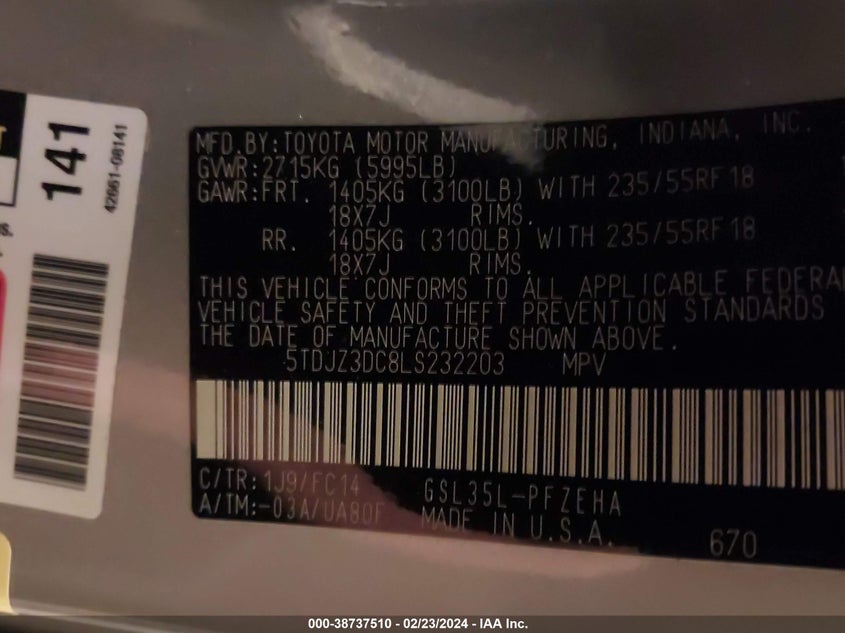 141
42661-08141
MFD.BY:TOYOTA MOTOR MANUFACTURING, INDIANA, INC.
GVWR:2715KG (5995LB)
GAWR:FRT. 1405KG (3100LB) WITH 235/55RF18
18X7J RIMS.
RR. 1405KG (3100LB) WITH 235/55RF18
18X7J RIMS.
THIS VEHICLE CONFORMS TO ALL APPLICABLE FEDERA
VEHICLE SAFETY AND THEFT PREVENTION STANDARDS
THE DATE OF MANUFACTURE SHOWN ABOVE.
5TDJZ3DC8LS232203 MPV
C/TR:1J9/FC14 GSL35L-PFZEHA
A/TM:-03A/UA80F MADE IN U.S.A.
670
000-38737510 - 02/23/2024 - IAA Inc.